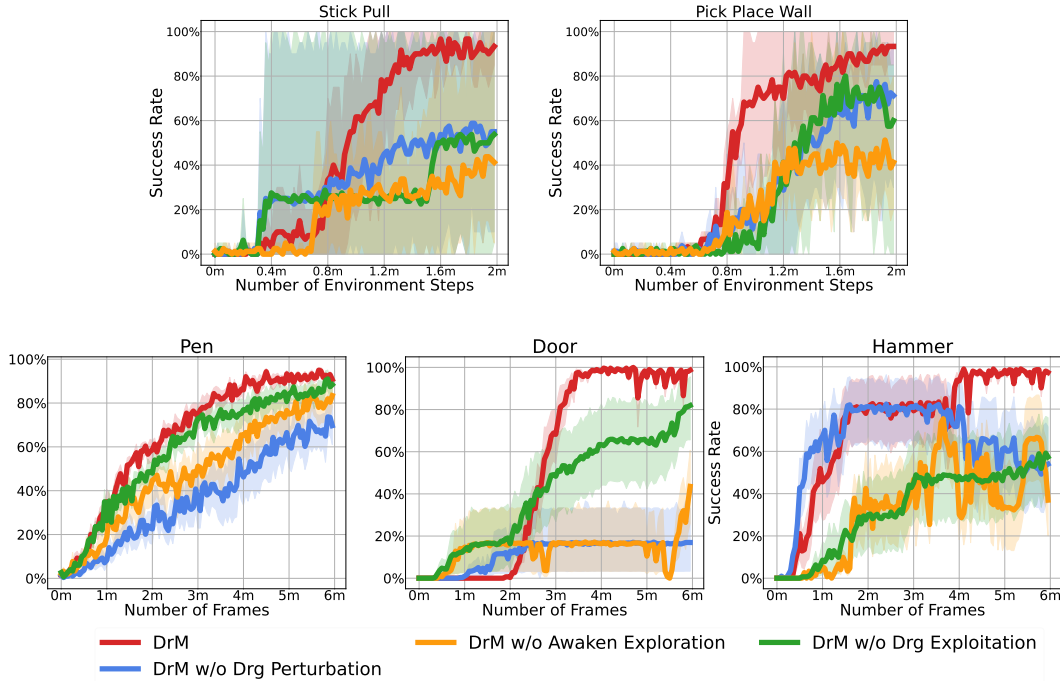 Stick Pull
Pick Place Wall
Success Rate
100%
80%
60%
40%
20%
0%
0m 0.4m 0.8m 1.2m 1.6m 2m
Number of Environment Steps
Success Rate
100%
80%
60%
40%
20%
0%
0m 0.4m 0.8m 1.2m 1.6m 2m
Number of Environment Steps
Pen
Door
Hammer
100%
80%
60%
40%
20%
0%
0m 1m 2m 3m 4m 5m 6m
Number of Frames
100%
80%
60%
40%
20%
0%
0m 1m 2m 3m 4m 5m 6m
Number of Frames
Success Rate
100%
80%
60%
40%
20%
0%
0m 1m 2m 3m 4m 5m 6m
Number of Frames
DrM
DrM w/o Awaken Exploration
DrM w/o Drg Exploitation
DrM w/o Drg Perturbation